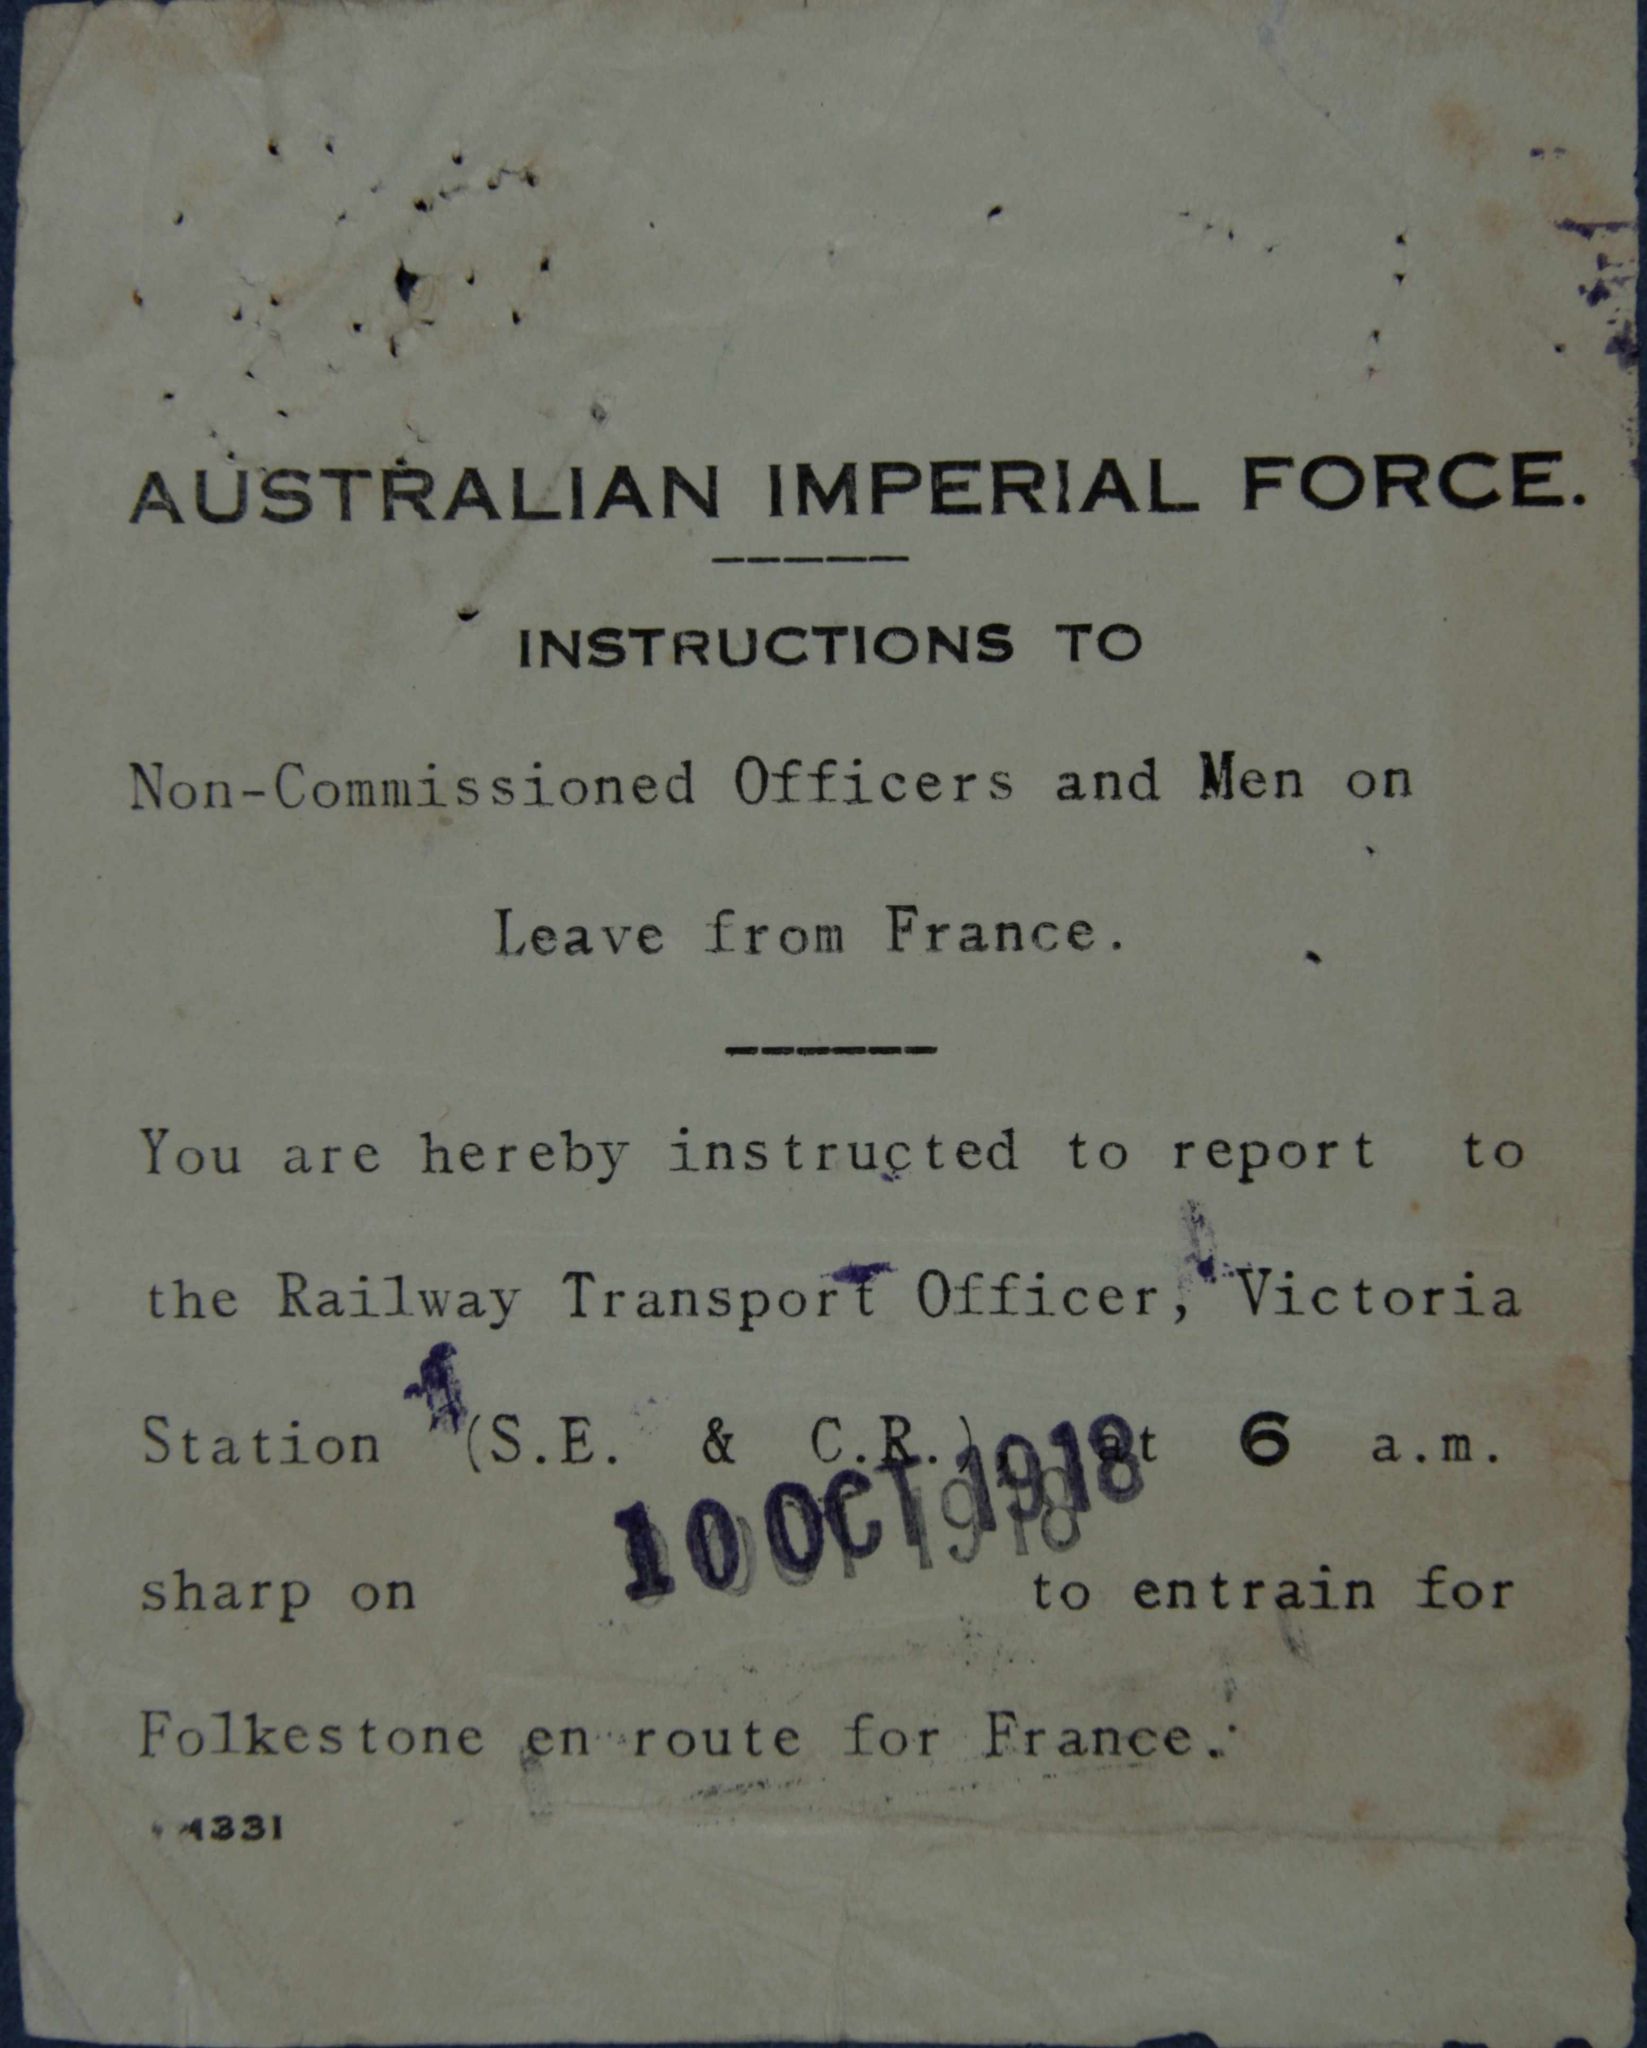 AUSTRALIAN IMPERIAL FORCE.
INSTRUCTIONS TO
Non-Commissioned Officers and Men on
Leave from France.
You are hereby instructed to report to
the Railway Transport Officer, Victoria
Station (S.E. & C.R.), at 6 a.m.
10 OCT 1918
sharp on to entrain for
Folkestone en route for France.
4331